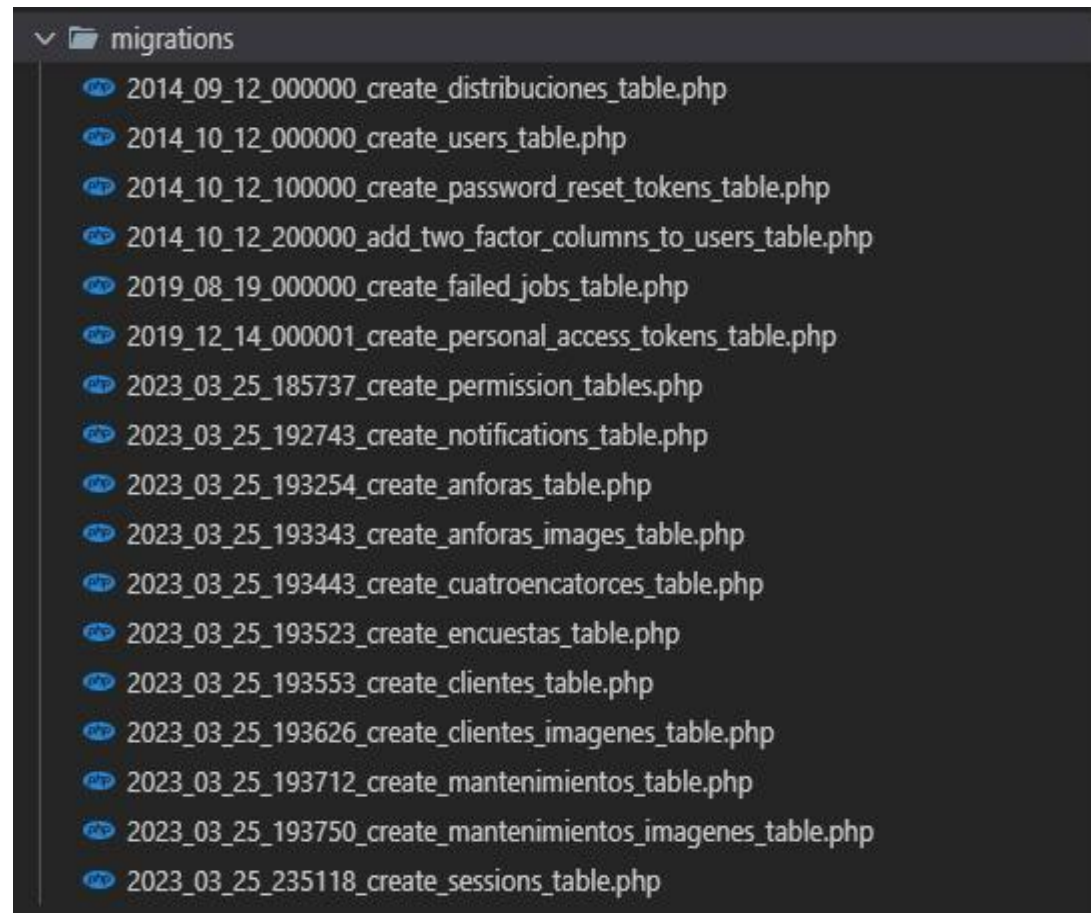 migrations
2014_09_12_000000_create_distribuciones_table.php
2014_10_12_000000_create_users_table.php
2014_10_12_100000_create_password_reset_tokens_table.php
2014_10_12_200000_add_two_factor_columns_to_users_table.php
2019_08_19_000000_create_failed_jobs_table.php
2019_12_14_000001_create_personal_access_tokens_table.php
2023_03_25_185737_create_permission_tables.php
2023_03_25_192743_create_notifications_table.php
2023_03_25_193254_create_anforas_table.php
2023_03_25_193343_create_anforas_images_table.php
2023_03_25_193443_create_cuatroencatorces_table.php
2023_03_25_193523_create_encuestas_table.php
2023_03_25_193553_create_clientes_table.php
2023_03_25_193626_create_clientes_imagenes_table.php
2023_03_25_193712_create_mantenimientos_table.php
2023_03_25_193750_create_mantenimientos_imagenes_table.php
2023_03_25_235118_create_sessions_table.php